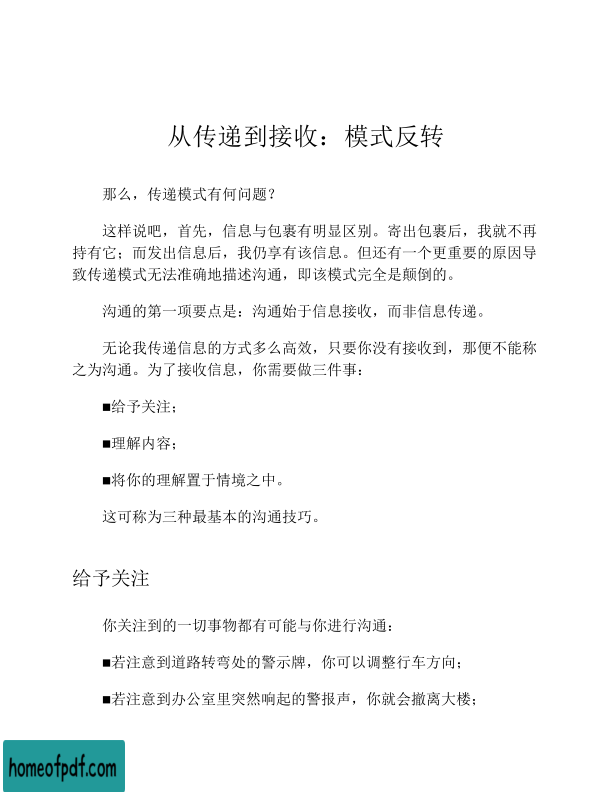 从传递到接收：模式反转
那么，传递模式有何问题？
这样说吧，首先，信息与包裹有明显区别。寄出包裹后，我就不再
持有它；而发出信息后，我仍享有该信息。但还有一个更重要的原因导
致传递模式无法准确地描述沟通，即该模式完全是颠倒的。
沟通的第一项要点是：沟通始于信息接收，而非信息传递。
无论我传递信息的方式多么高效，只要你没有接收到，那便不能称
之为沟通。为了接收信息，你需要做三件事：
■给予关注；
■理解内容；
■将你的理解置于情境之中。
这可称为三种最基本的沟通技巧。
给予关注
你关注到的一切事物都有可能与你进行沟通：
■若注意到道路转弯处的警示牌，你可以调整行车方向；
■若注意到办公室里突然响起的警报声，你就会撤离大楼；
homeofpdf.com